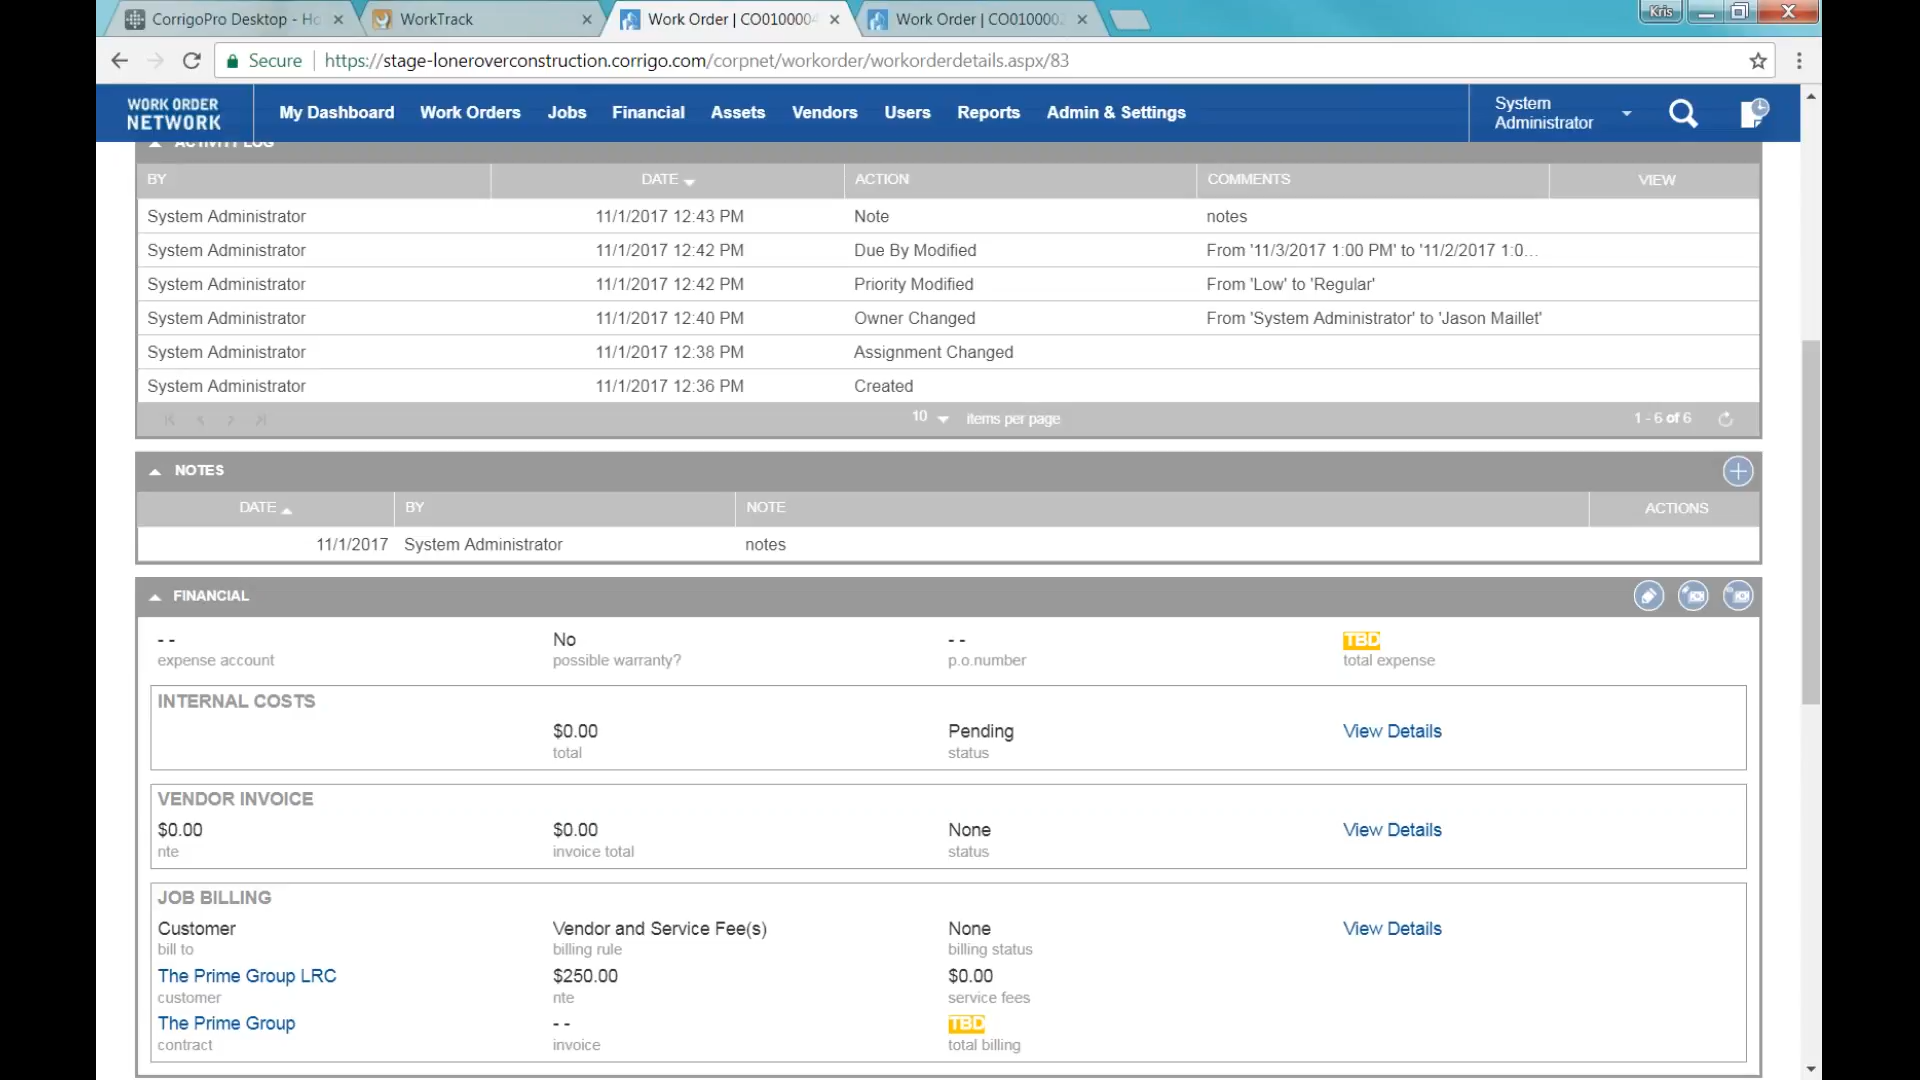 CorrigoPro Desktop - Ho
WorkTrack
Work Order | CO0100004
Work Order | CO010000
Kris
Secure
https://stage-loneroverconstruction.corrigo.com/corpnet/workorder/workorderdetails.aspx/83
WORK ORDER NETWORK
My Dashboard
Work Orders
Jobs
Financial
Assets
Vendors
Users
Reports
Admin & Settings
System Administrator
ACTIVITY LOG
BY DATE ACTION COMMENTS VIEW
System Administrator 11/1/2017 12:43 PM Note notes
System Administrator 11/1/2017 12:42 PM Due By Modified From '11/3/2017 1:00 PM' to '11/2/2017 1:0...
System Administrator 11/1/2017 12:42 PM Priority Modified From 'Low' to 'Regular'
System Administrator 11/1/2017 12:40 PM Owner Changed From 'System Administrator' to 'Jason Maillet'
System Administrator 11/1/2017 12:38 PM Assignment Changed
System Administrator 11/1/2017 12:36 PM Created
10 items per page 1 - 6 of 6
NOTES
DATE BY NOTE ACTIONS
11/1/2017 System Administrator notes
FINANCIAL
- - No - - TBD
expense account possible warranty? p.o.number total expense
INTERNAL COSTS
$0.00 Pending View Details
total status
VENDOR INVOICE
$0.00 $0.00 None View Details
nte invoice total status
JOB BILLING
Customer Vendor and Service Fee(s) None View Details
bill to billing rule billing status
The Prime Group LRC $250.00 $0.00
customer nte service fees
The Prime Group - - TBD
contract invoice total billing